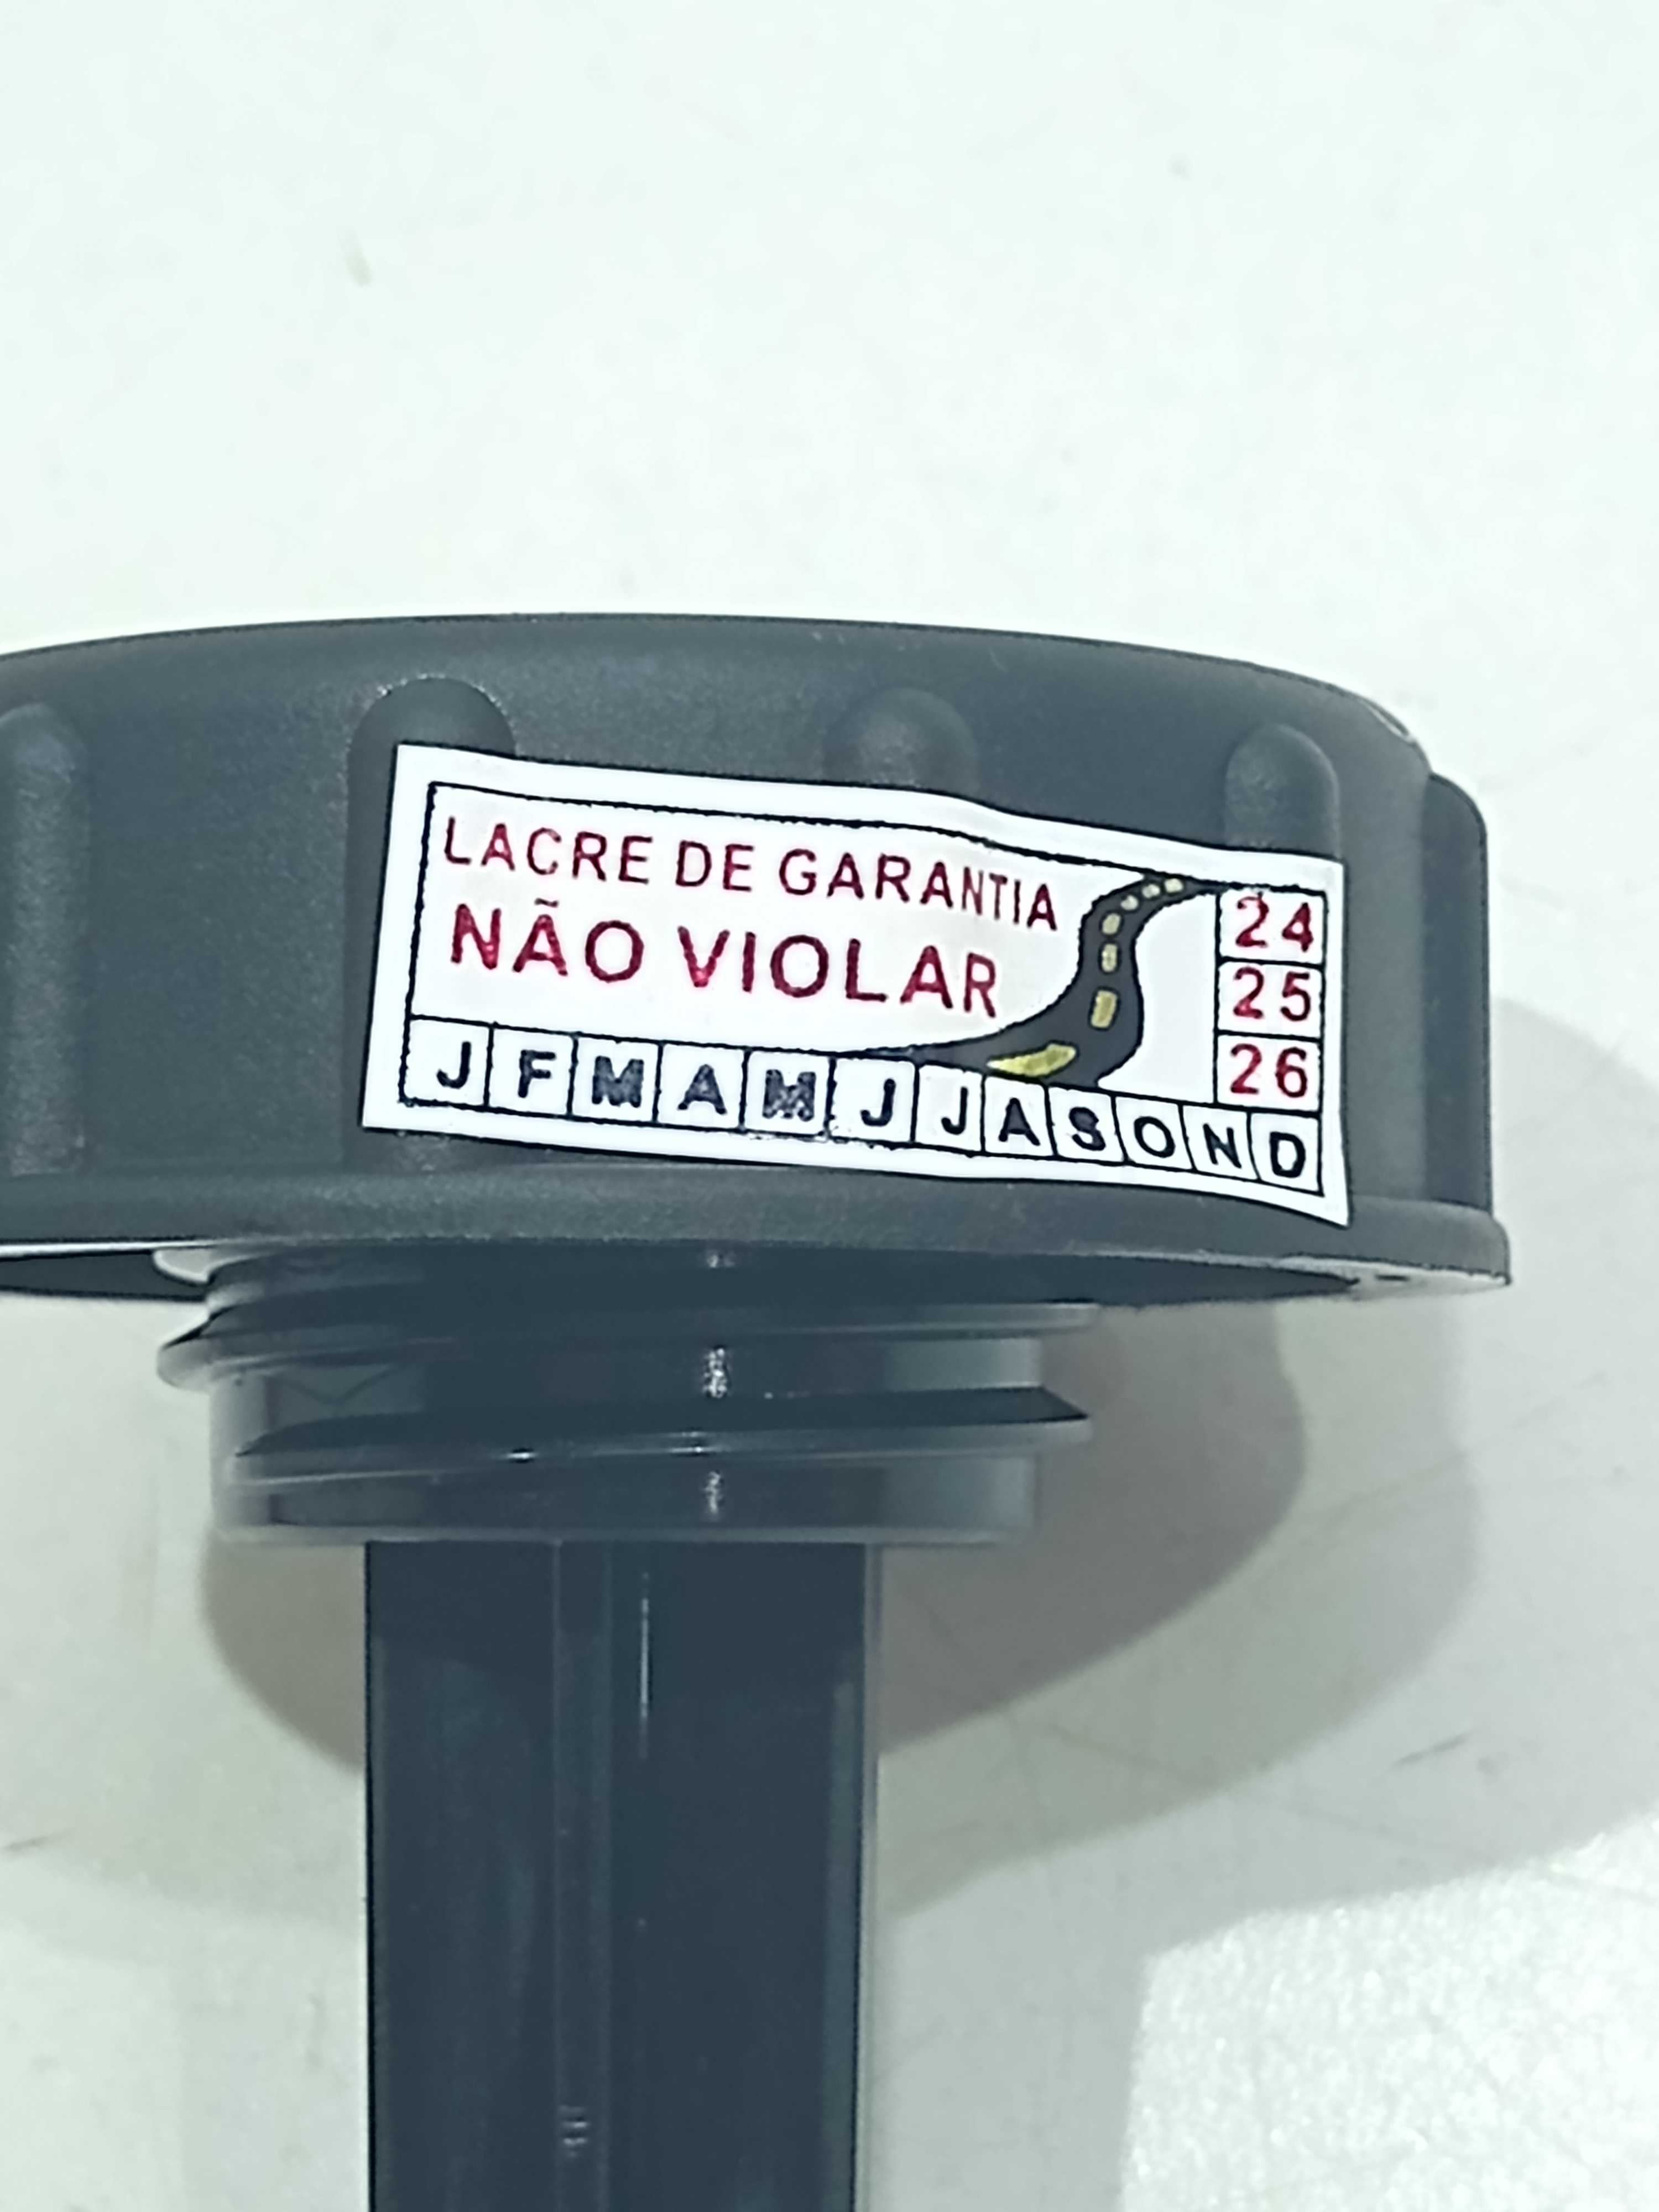 LACRE DE GARANTIA
NÃO VIOLAR
24
25
26
J F M A M J J A S O N D